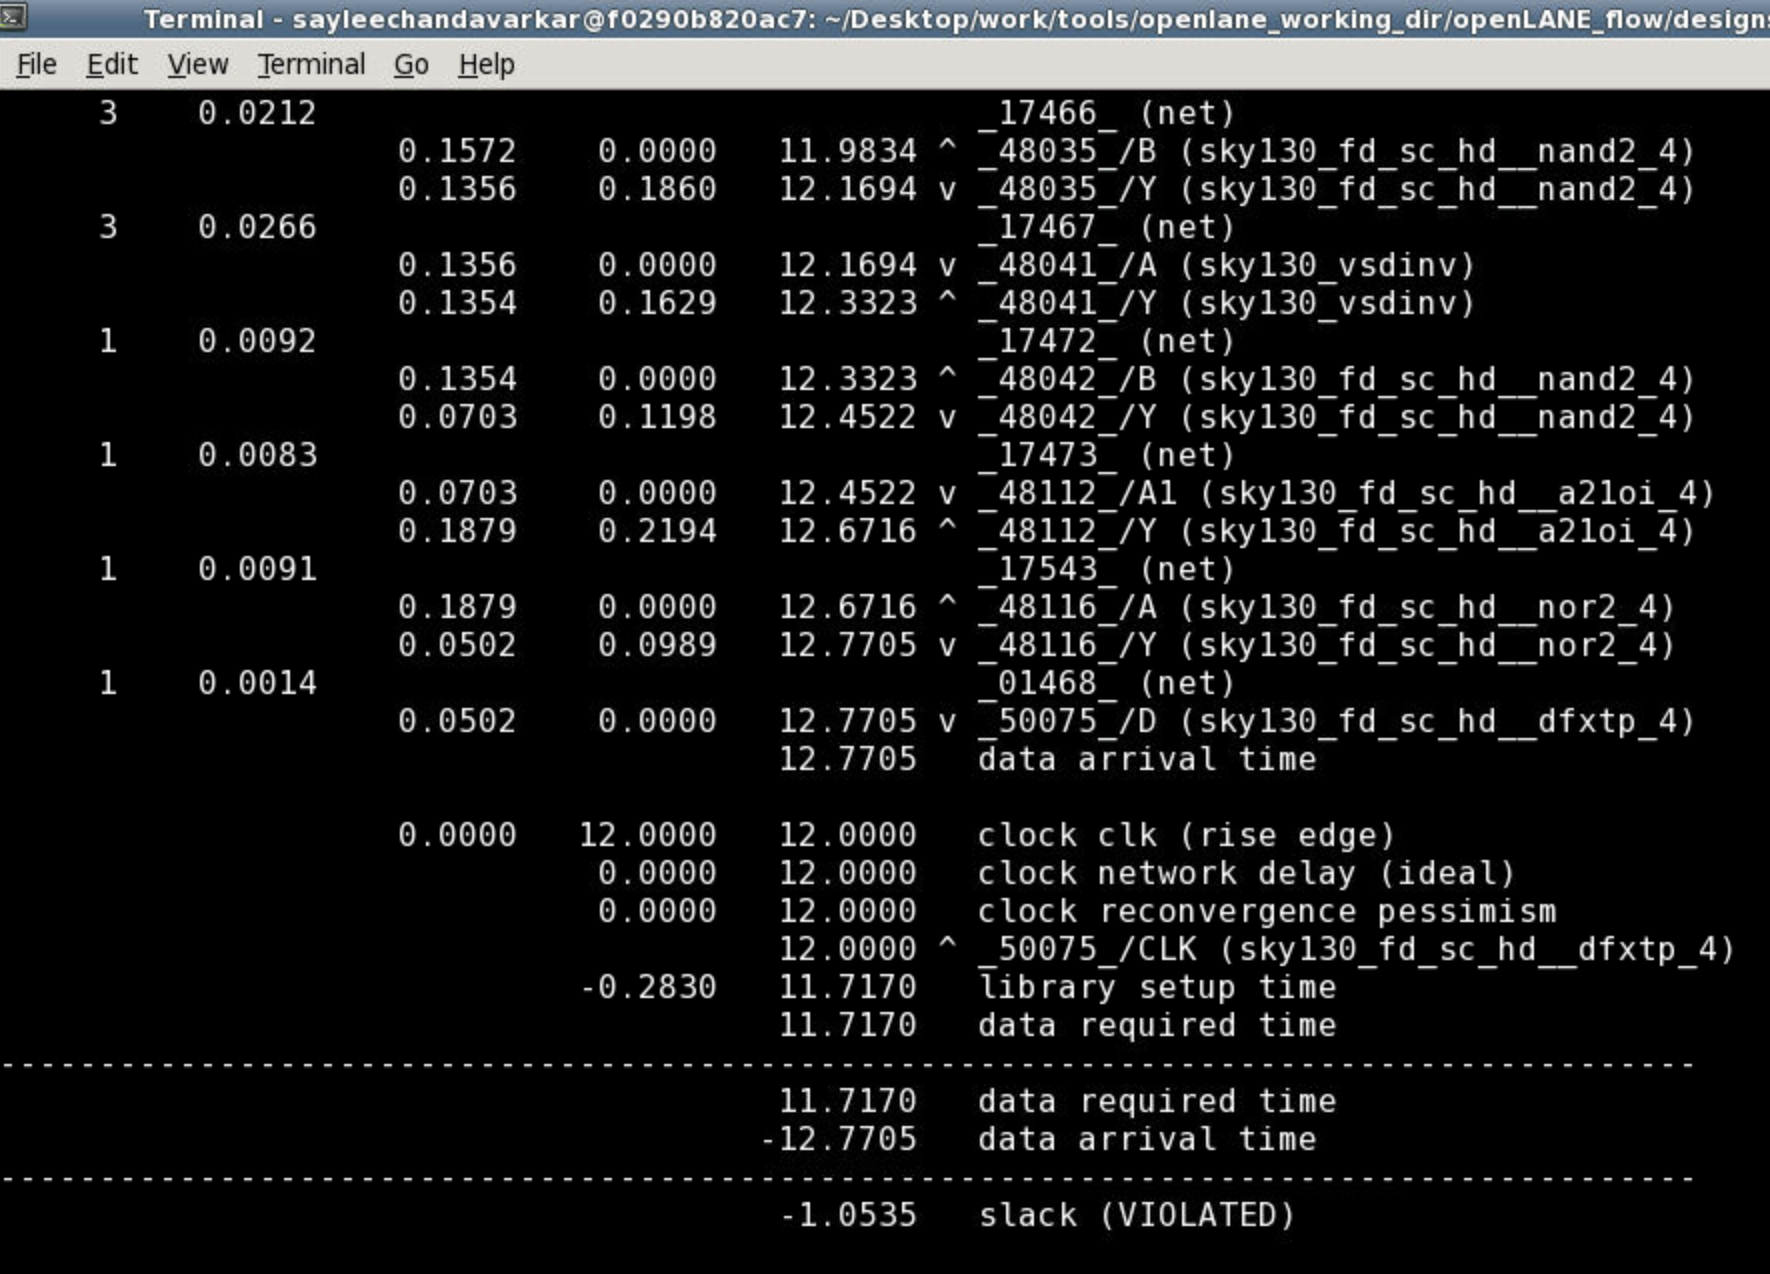 Terminal - sayleechandavarkar@f0290b820ac7: ~/Desktop/work/tools/openlane_working_dir/openLANE_flow/designs
File Edit View Terminal Go Help
3 0.0212 _17466_ (net)
0.1572 0.0000 11.9834 ^ _48035_/B (sky130_fd_sc_hd__nand2_4)
0.1356 0.1860 12.1694 v _48035_/Y (sky130_fd_sc_hd__nand2_4)
3 0.0266 _17467_ (net)
0.1356 0.0000 12.1694 v _48041_/A (sky130_vsdinv)
0.1354 0.1629 12.3323 ^ _48041_/Y (sky130_vsdinv)
1 0.0092 _17472_ (net)
0.1354 0.0000 12.3323 ^ _48042_/B (sky130_fd_sc_hd__nand2_4)
0.0703 0.1198 12.4522 v _48042_/Y (sky130_fd_sc_hd__nand2_4)
1 0.0083 _17473_ (net)
0.0703 0.0000 12.4522 v _48112_/A1 (sky130_fd_sc_hd__a21oi_4)
0.1879 0.2194 12.6716 ^ _48112_/Y (sky130_fd_sc_hd__a21oi_4)
1 0.0091 _17543_ (net)
0.1879 0.0000 12.6716 ^ _48116_/A (sky130_fd_sc_hd__nor2_4)
0.0502 0.0989 12.7705 v _48116_/Y (sky130_fd_sc_hd__nor2_4)
1 0.0014 _01468_ (net)
0.0502 0.0000 12.7705 v _50075_/D (sky130_fd_sc_hd__dfxtp_4)
12.7705 data arrival time
0.0000 12.0000 12.0000 clock clk (rise edge)
0.0000 12.0000 clock network delay (ideal)
0.0000 12.0000 clock reconvergence pessimism
12.0000 ^ _50075_/CLK (sky130_fd_sc_hd__dfxtp_4)
-0.2830 11.7170 library setup time
11.7170 data required time
-------------------------------------------------------------------------------------
11.7170 data required time
-12.7705 data arrival time
-------------------------------------------------------------------------------------
-1.0535 slack (VIOLATED)